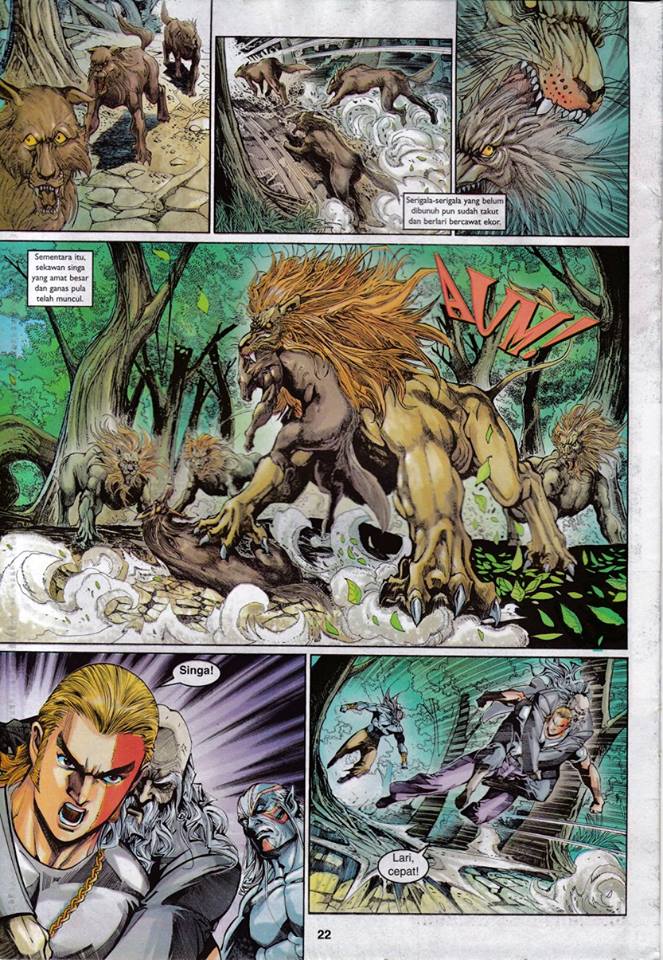 Serigala-serigala yang belum
dibunuh pun sudah takut
dan berlari bercawat ekor.
Sementara itu,
sekawan singa
yang amat besar
dan ganas pula
telah muncul.
AUM!
Singa!
Lari,
cepat!
22